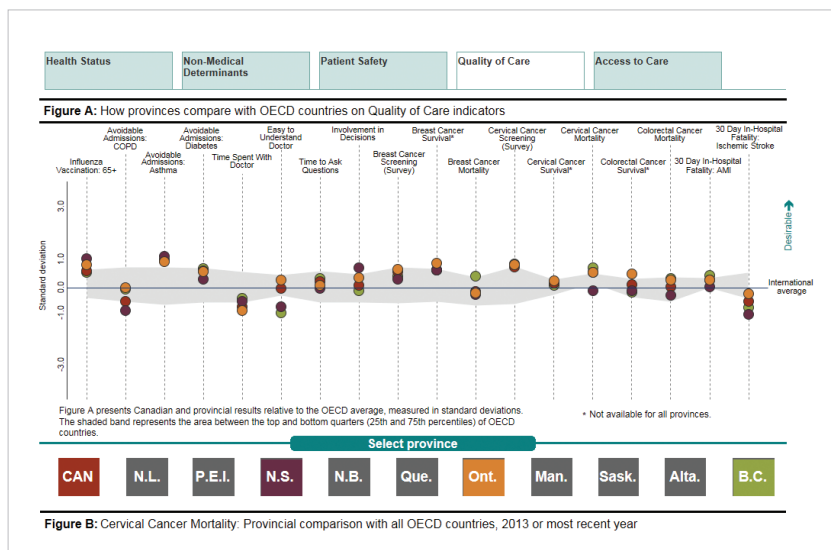 Health Status
Non-Medical
Determinants
Patient Safety
Quality of Care
Access to Care
Figure A: How provinces compare with OECD countries on Quality of Care indicators
Influenza
Vaccination: 65+
Avoidable
Admissions:
COPD
Avoidable
Admissions:
Asthma
Avoidable
Admissions:
Diabetes
Time Spent With
Doctor
Easy to
Understand
Doctor
Time to Ask
Questions
Involvement in
Decisions
Breast Cancer
Screening
(Survey)
Breast Cancer
Survival*
Breast Cancer
Mortality
Cervical Cancer
Screening
(Survey)
Cervical Cancer
Survival*
Cervical Cancer
Mortality
Colorectal Cancer
Survival*
Colorectal Cancer
Mortality
30 Day In-Hospital
Fatality: AMI
30 Day In-Hospital
Fatality:
Ischemic Stroke
Standard deviation
3.0
1.0
0.0
-1.0
-3.0
Desirable
International
average
Figure A presents Canadian and provincial results relative to the OECD average, measured in standard deviations.
The shaded band represents the area between the top and bottom quarters (25th and 75th percentiles) of OECD
countries.
* Not available for all provinces.
Select province
CAN
N.L.
P.E.I.
N.S.
N.B.
Que.
Ont.
Man.
Sask.
Alta.
B.C.
Figure B: Cervical Cancer Mortality: Provincial comparison with all OECD countries, 2013 or most recent year